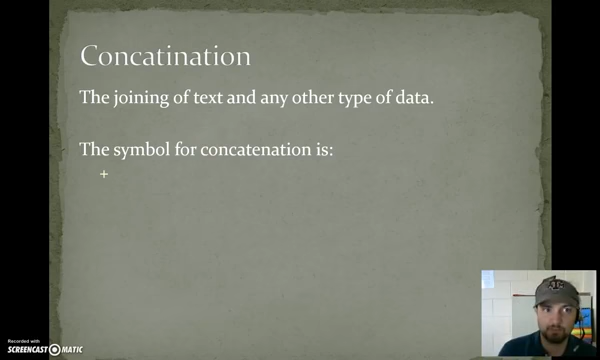 Concatination
The joining of text and any other type of data.
The symbol for concatenation is:
+
Recorded with
SCREENCAST MATIC